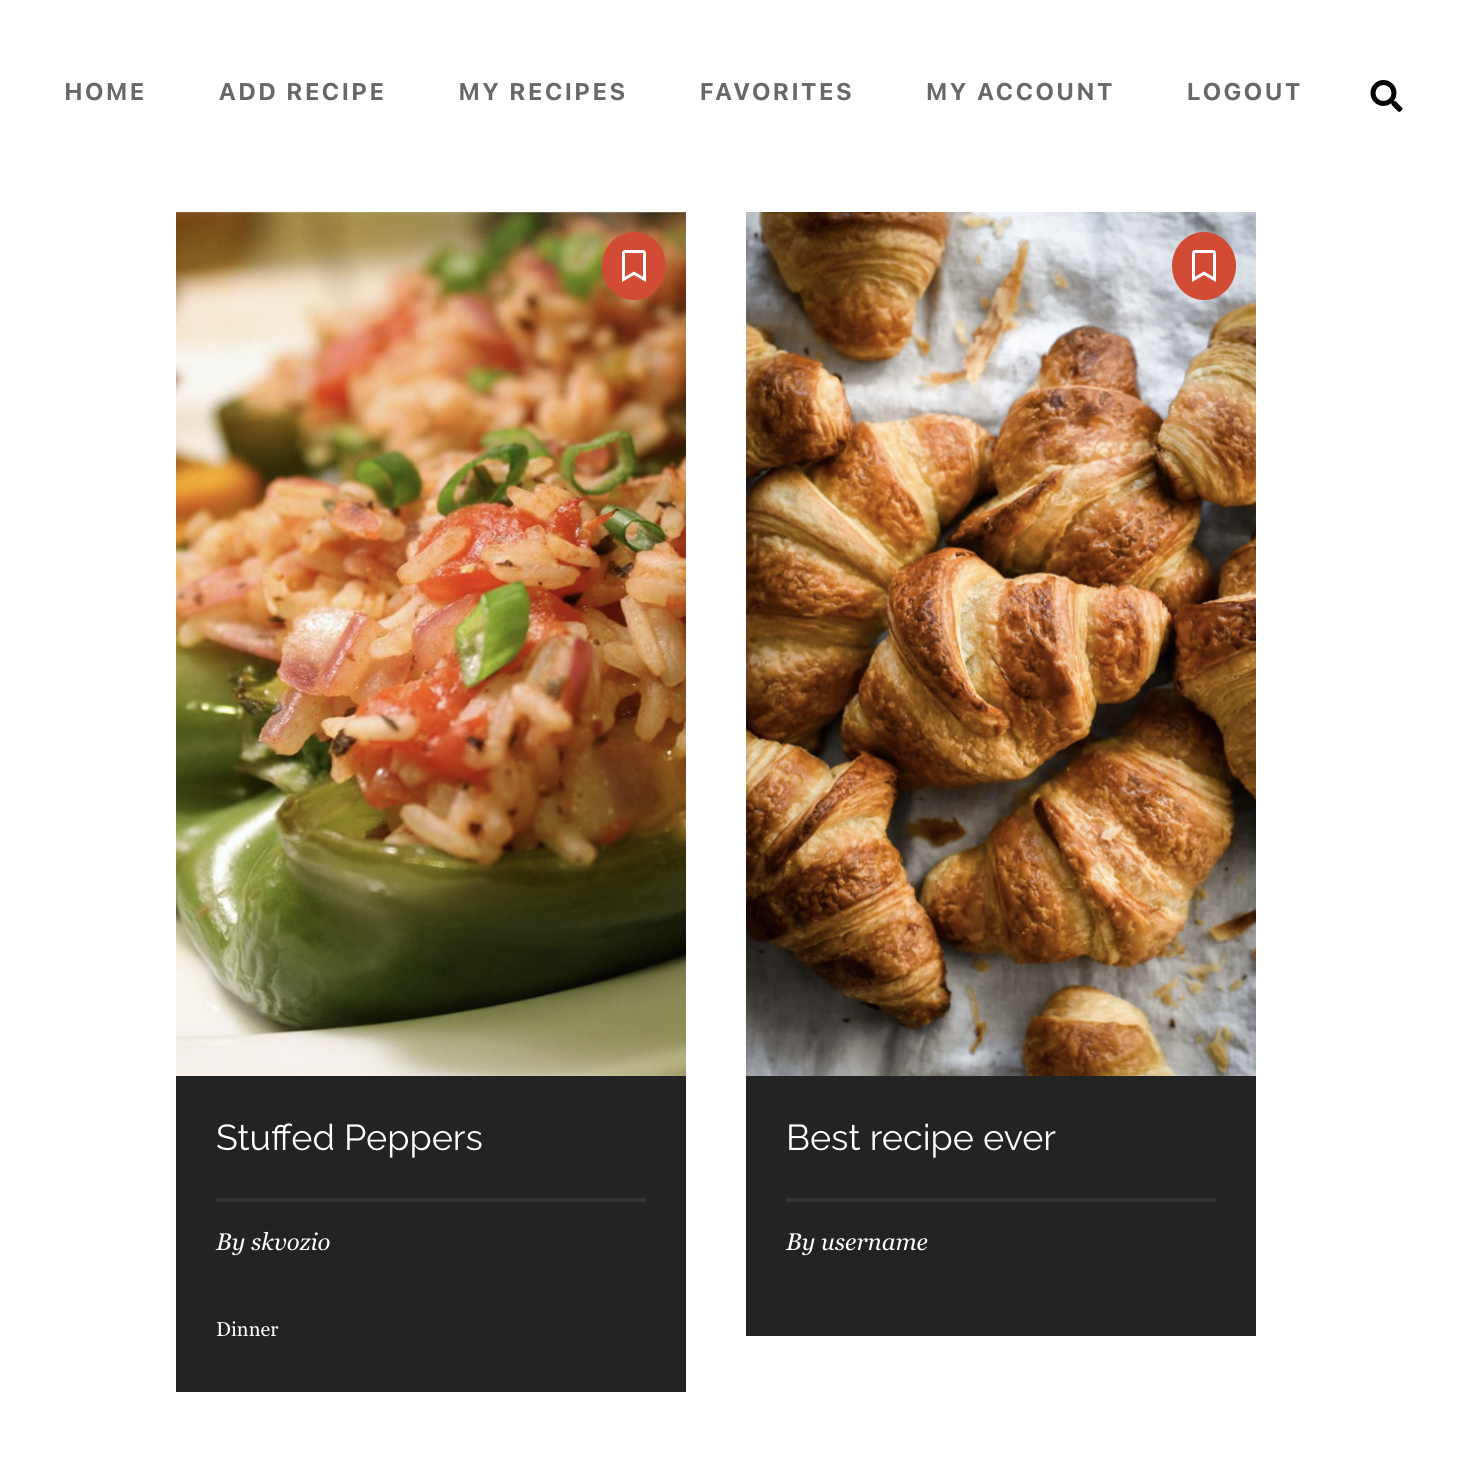 HOME ADD RECIPE MY RECIPES FAVORITES MY ACCOUNT LOGOUT
Stuffed Peppers
By skvozio
Dinner
Best recipe ever
By username